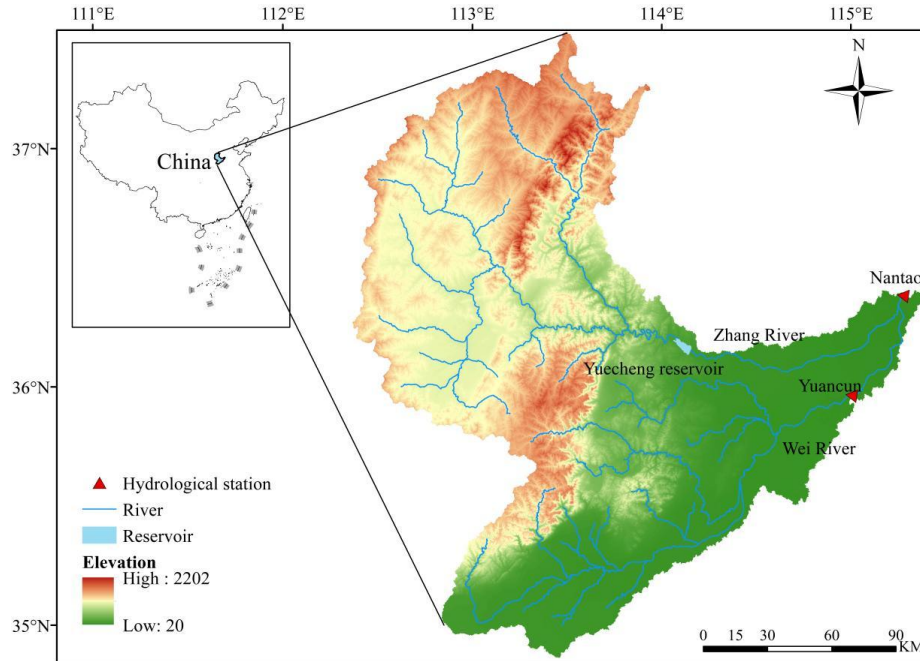 111°E 112°E 113°E 114°E 115°E
N
37°N
China
Nantao
Zhang River
36°N
Yuecheng reservoir
Yuancun
Wei River
Hydrological station
River
Reservoir
Elevation
High : 2202
Low: 20
35°N
0 15 30 60 90
KM